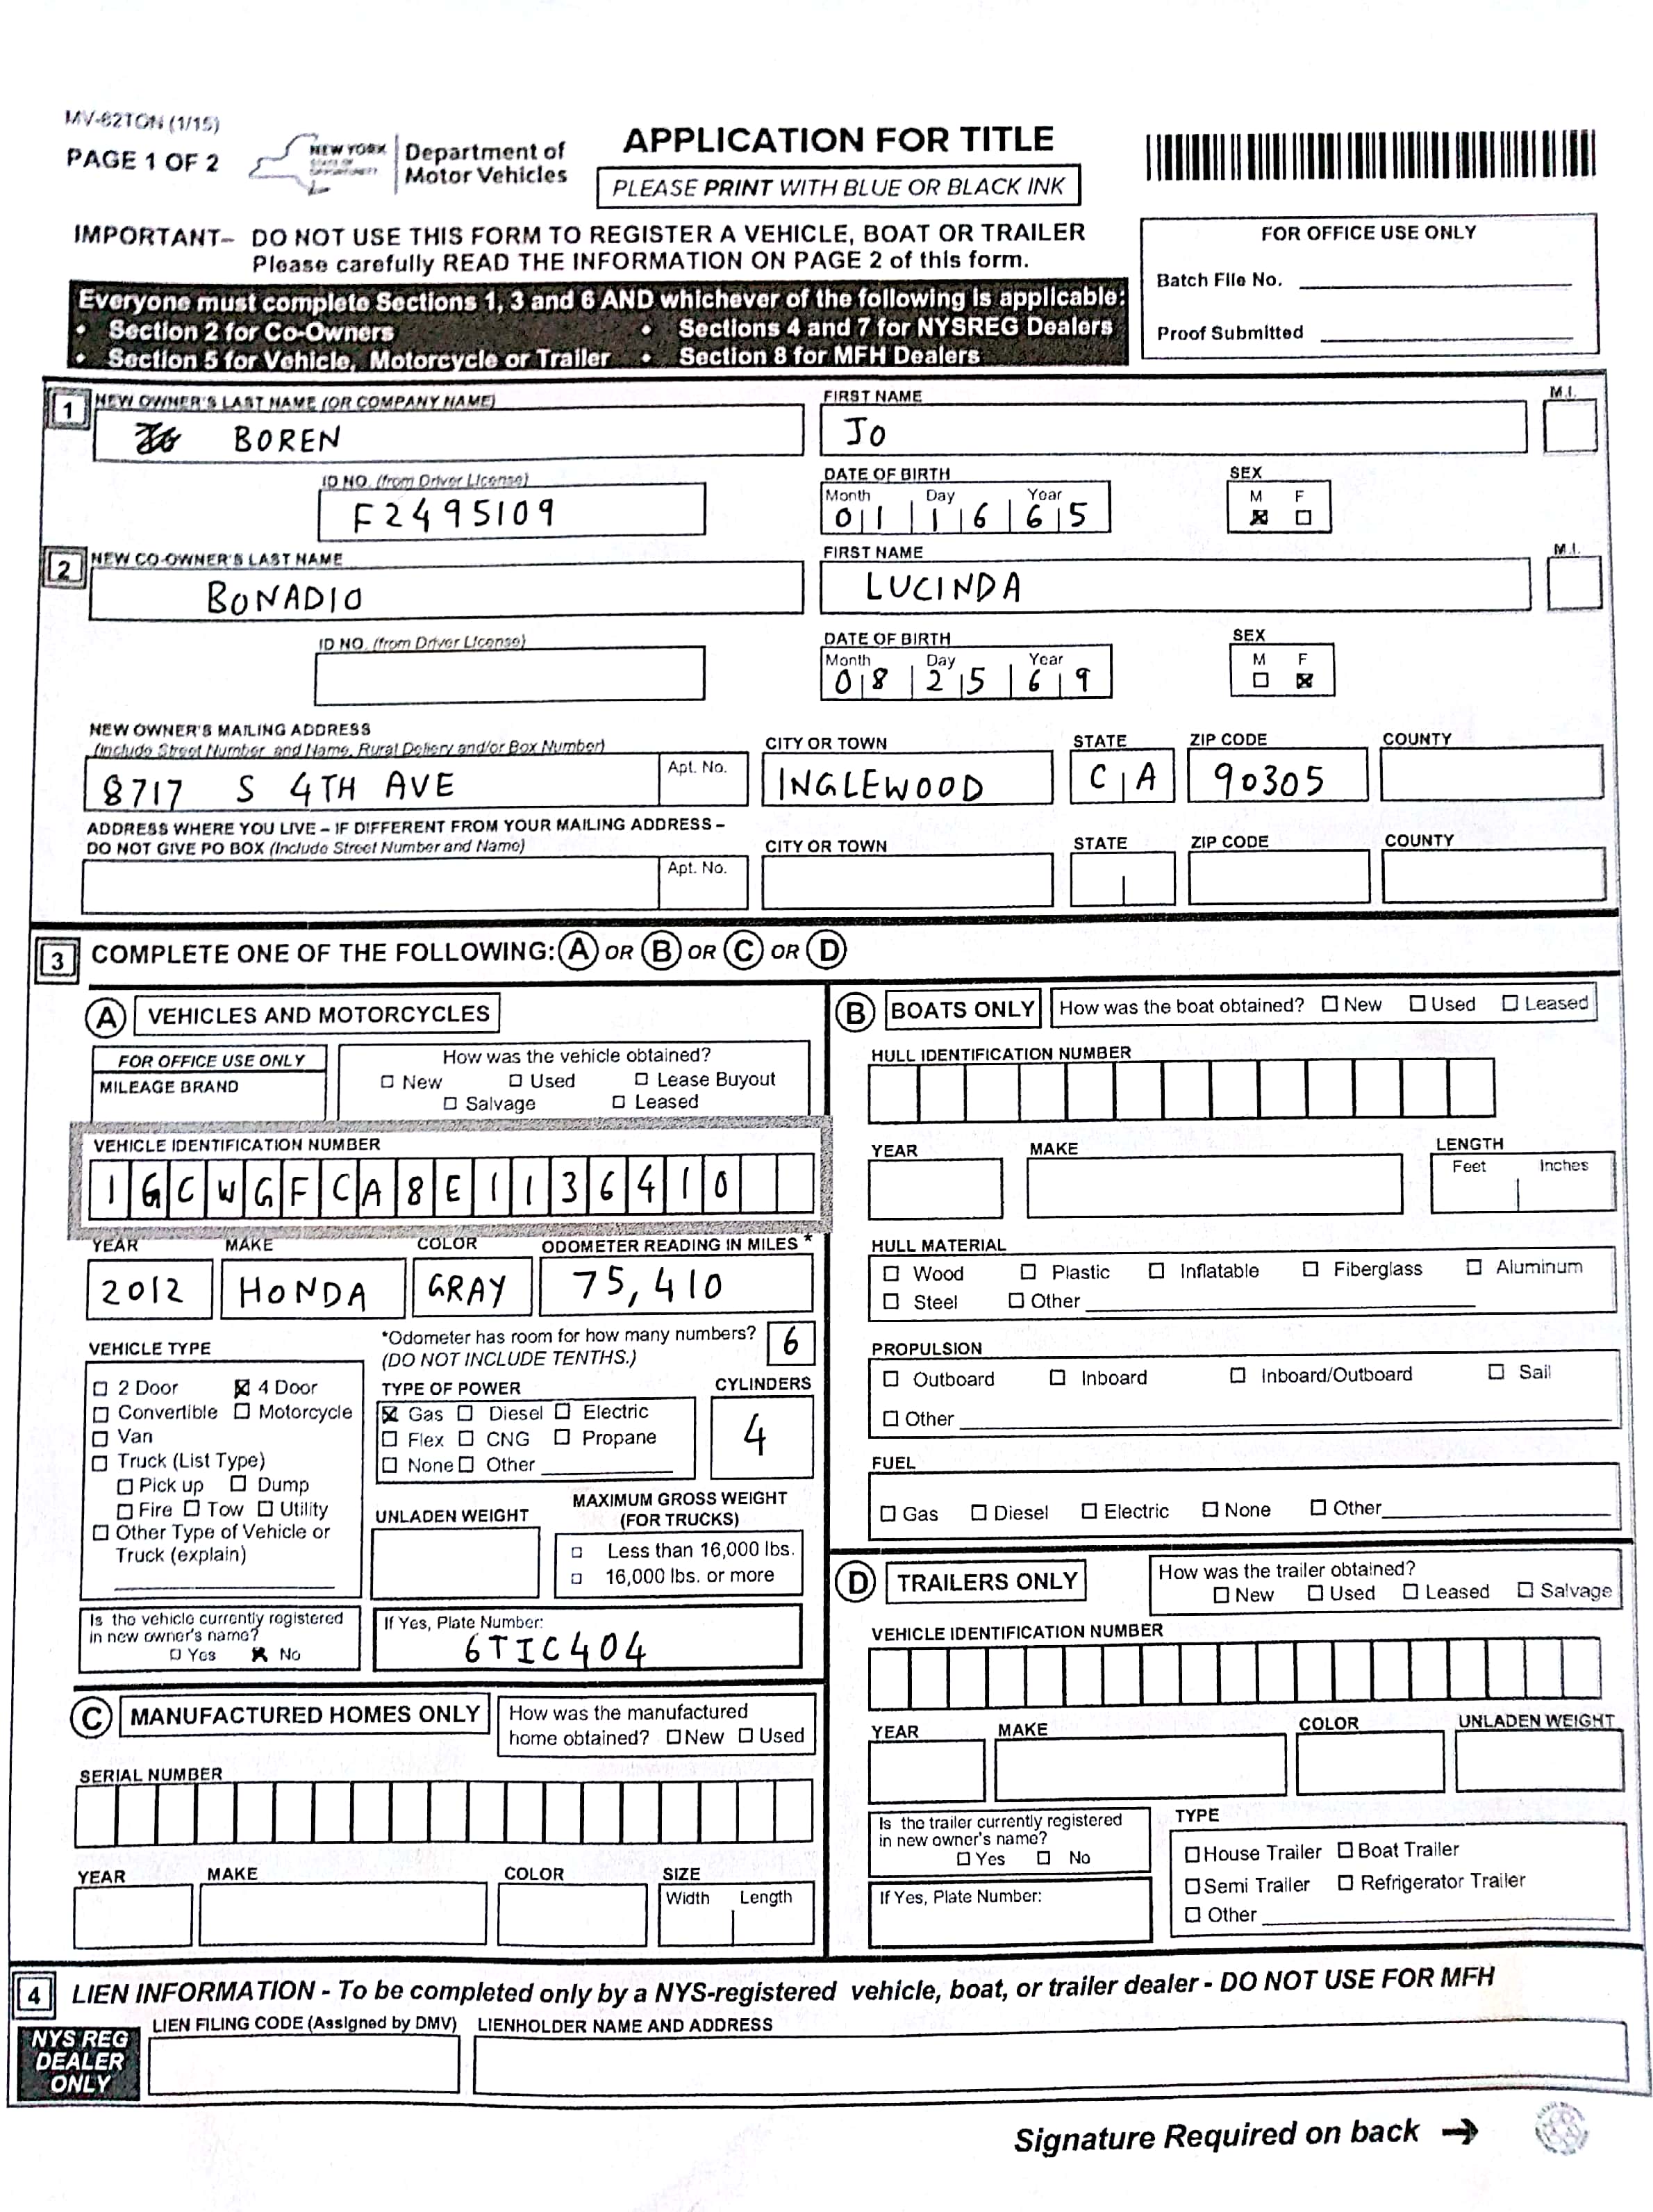 MV-82TON (1/15)
PAGE 1 OF 2
NEW YORK
STATE OF
OPPORTUNITY
Department of
Motor Vehicles
APPLICATION FOR TITLE
PLEASE PRINT WITH BLUE OR BLACK INK
IMPORTANT– DO NOT USE THIS FORM TO REGISTER A VEHICLE, BOAT OR TRAILER
Please carefully READ THE INFORMATION ON PAGE 2 of this form.
FOR OFFICE USE ONLY
Batch File No.
Proof Submitted
Everyone must complete Sections 1, 3 and 6 AND whichever of the following is applicable:
• Section 2 for Co-Owners • Sections 4 and 7 for NYSREG Dealers
• Section 5 for Vehicle, Motorcycle or Trailer • Section 8 for MFH Dealers
1 NEW OWNER'S LAST NAME (OR COMPANY NAME) FIRST NAME M.I.
BOREN JO
ID NO. (from Driver License) DATE OF BIRTH SEX
Month Day Year M F
F2495109 01 16 65
2 NEW CO-OWNER'S LAST NAME FIRST NAME M.I.
BONADIO LUCINDA
ID NO. (from Driver License) DATE OF BIRTH SEX
Month Day Year M F
08 25 69
NEW OWNER'S MAILING ADDRESS
(Include Street Number and Name, Rural Delivery and/or Box Number) CITY OR TOWN STATE ZIP CODE COUNTY
Apt. No.
8717 S 4TH AVE INGLEWOOD CA 90305
ADDRESS WHERE YOU LIVE – IF DIFFERENT FROM YOUR MAILING ADDRESS –
DO NOT GIVE PO BOX (Include Street Number and Name) CITY OR TOWN STATE ZIP CODE COUNTY
Apt. No.
3 COMPLETE ONE OF THE FOLLOWING: A OR B OR C OR D
A VEHICLES AND MOTORCYCLES
FOR OFFICE USE ONLY
MILEAGE BRAND
How was the vehicle obtained?
New Used Lease Buyout
Salvage Leased
VEHICLE IDENTIFICATION NUMBER
1GCWGFCA8E1136410
YEAR MAKE COLOR ODOMETER READING IN MILES *
2012 HONDA GRAY 75,410
*Odometer has room for how many numbers?
(DO NOT INCLUDE TENTHS.)
6
VEHICLE TYPE
2 Door 4 Door
Convertible Motorcycle
Van
Truck (List Type)
Pick up Dump
Fire Tow Utility
Other Type of Vehicle or
Truck (explain)
TYPE OF POWER
Gas Diesel Electric
Flex CNG Propane
None Other
CYLINDERS
4
UNLADEN WEIGHT
MAXIMUM GROSS WEIGHT
(FOR TRUCKS)
Less than 16,000 lbs.
16,000 lbs. or more
Is the vehicle currently registered
in new owner's name?
Yes No
If Yes, Plate Number:
6TIC404
B BOATS ONLY How was the boat obtained? New Used Leased
HULL IDENTIFICATION NUMBER
YEAR MAKE LENGTH
Feet Inches
HULL MATERIAL
Wood Plastic Inflatable Fiberglass Aluminum
Steel Other
PROPULSION
Outboard Inboard Inboard/Outboard Sail
Other
FUEL
Gas Diesel Electric None Other
C MANUFACTURED HOMES ONLY
How was the manufactured
home obtained? New Used
SERIAL NUMBER
YEAR MAKE COLOR SIZE
Width Length
D TRAILERS ONLY
How was the trailer obtained?
New Used Leased Salvage
VEHICLE IDENTIFICATION NUMBER
YEAR MAKE COLOR UNLADEN WEIGHT
Is the trailer currently registered
in new owner's name?
Yes No
If Yes, Plate Number:
TYPE
House Trailer Boat Trailer
Semi Trailer Refrigerator Trailer
Other
4 LIEN INFORMATION - To be completed only by a NYS-registered vehicle, boat, or trailer dealer - DO NOT USE FOR MFH
NYS REG
DEALER
ONLY
LIEN FILING CODE (Assigned by DMV) LIENHOLDER NAME AND ADDRESS
Signature Required on back →